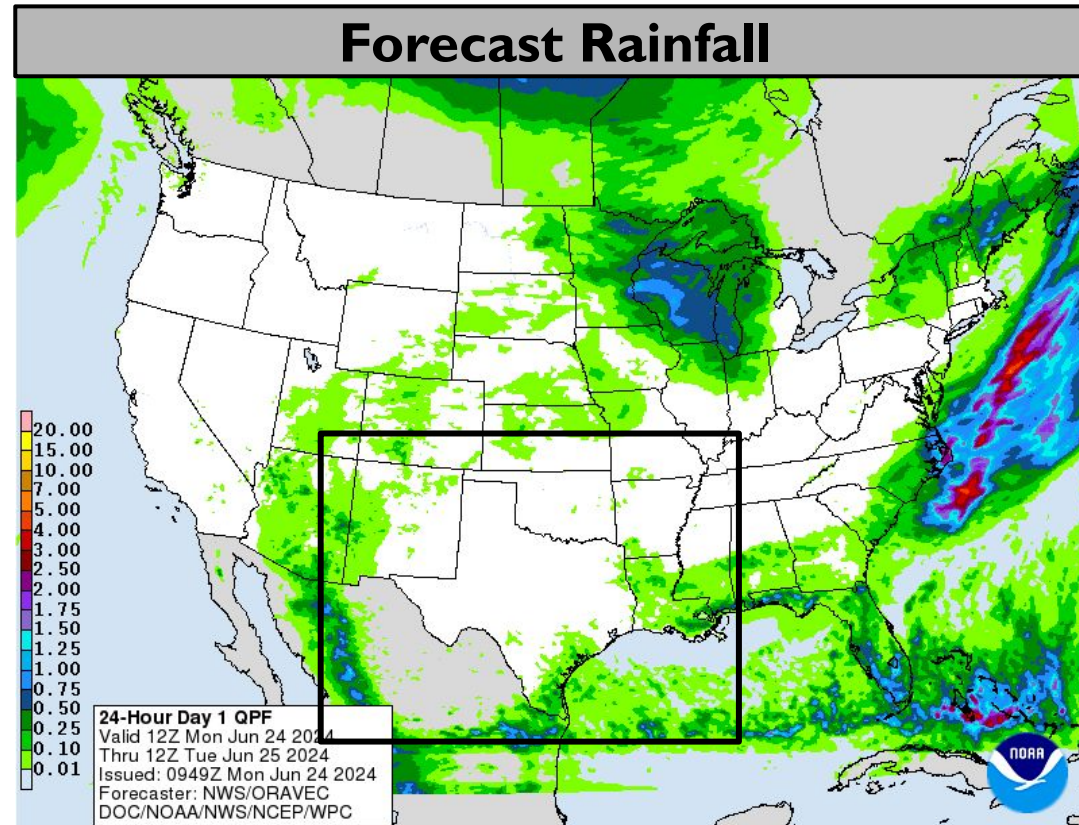 Forecast Rainfall
20.00
15.00
10.00
7.00
5.00
4.00
3.00
2.50
2.00
1.75
1.50
1.25
1.00
0.75
0.50
0.25
0.10
0.01
24-Hour Day 1 QPF
Valid 12Z Mon Jun 24 2024
Thru 12Z Tue Jun 25 2024
Issued: 0949Z Mon Jun 24 2024
Forecaster: NWS/ORAVEC
DOC/NOAA/NWS/NCEP/WPC
NOAA